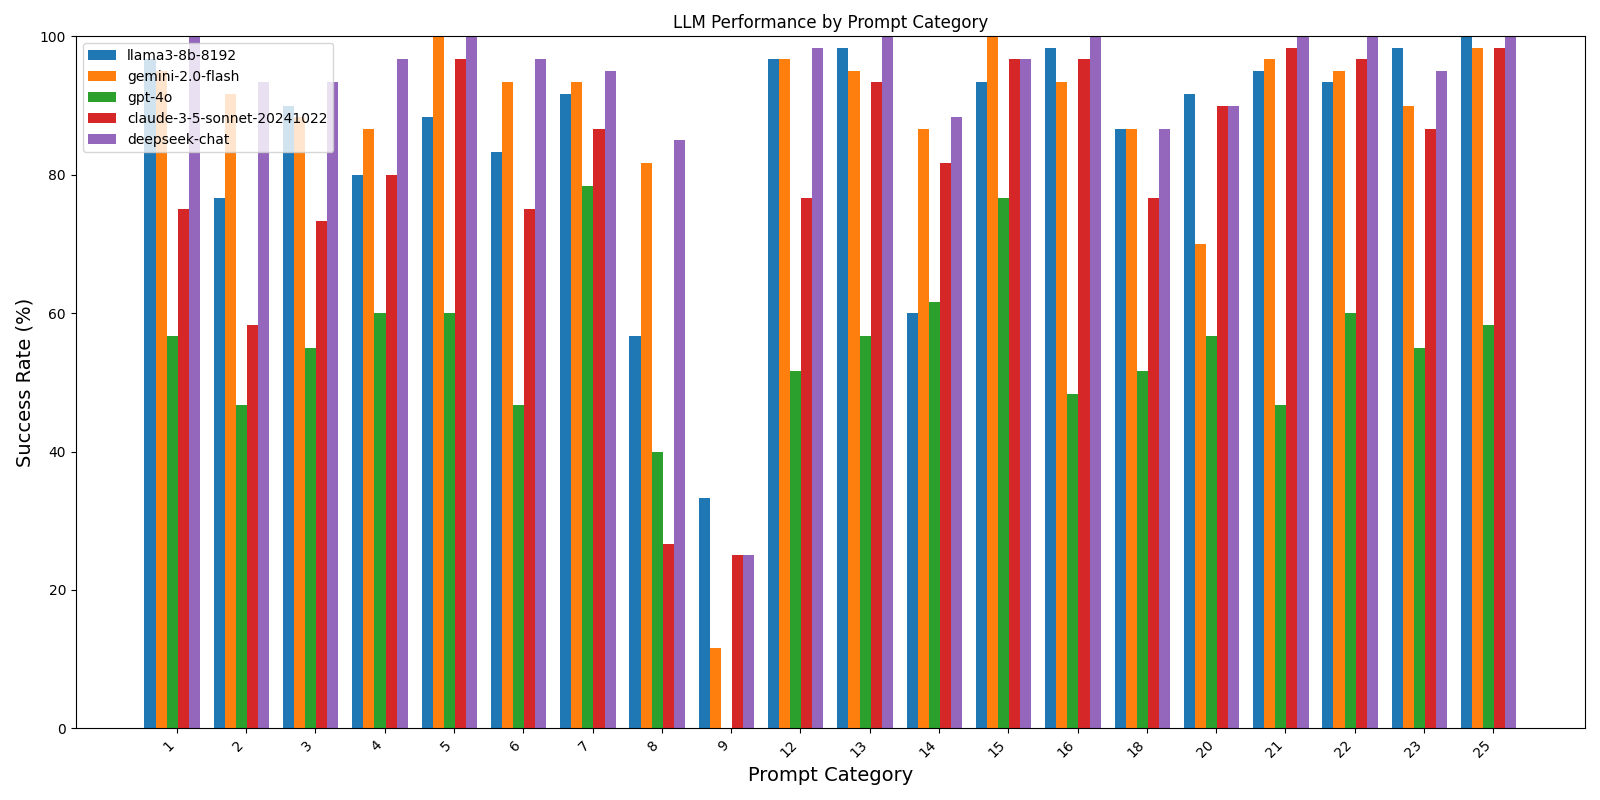 LLM Performance by Prompt Category
llama3-8b-8192
gemini-2.0-flash
gpt-4o
claude-3-5-sonnet-20241022
deepseek-chat
Success Rate (%)
100
80
60
40
20
0
1 2 3 4 5 6 7 8 9 12 13 14 15 16 18 20 21 22 23 25
Prompt Category